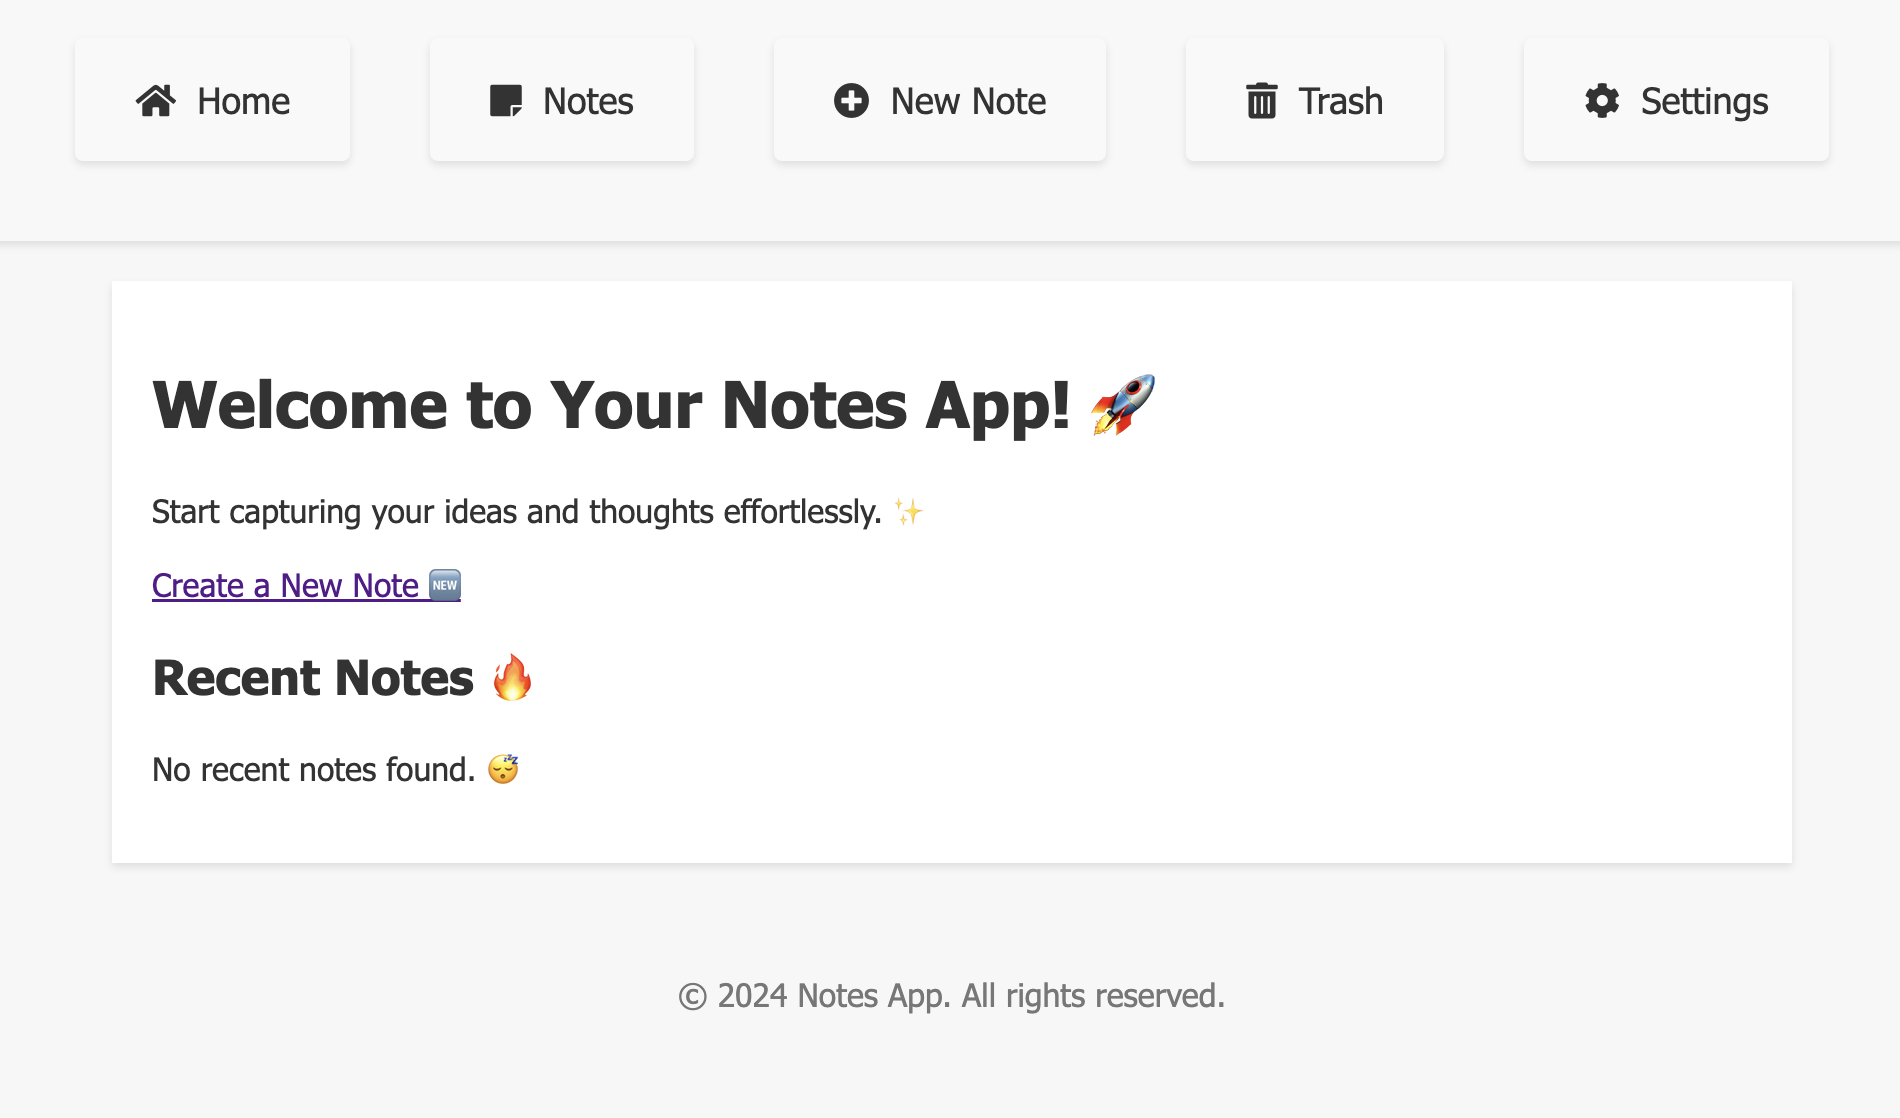 Home
Notes
New Note
Trash
Settings
Welcome to Your Notes App! 🚀
Start capturing your ideas and thoughts effortlessly. ✨
Create a New Note 🆕
Recent Notes 🔥
No recent notes found. 😴
© 2024 Notes App. All rights reserved.